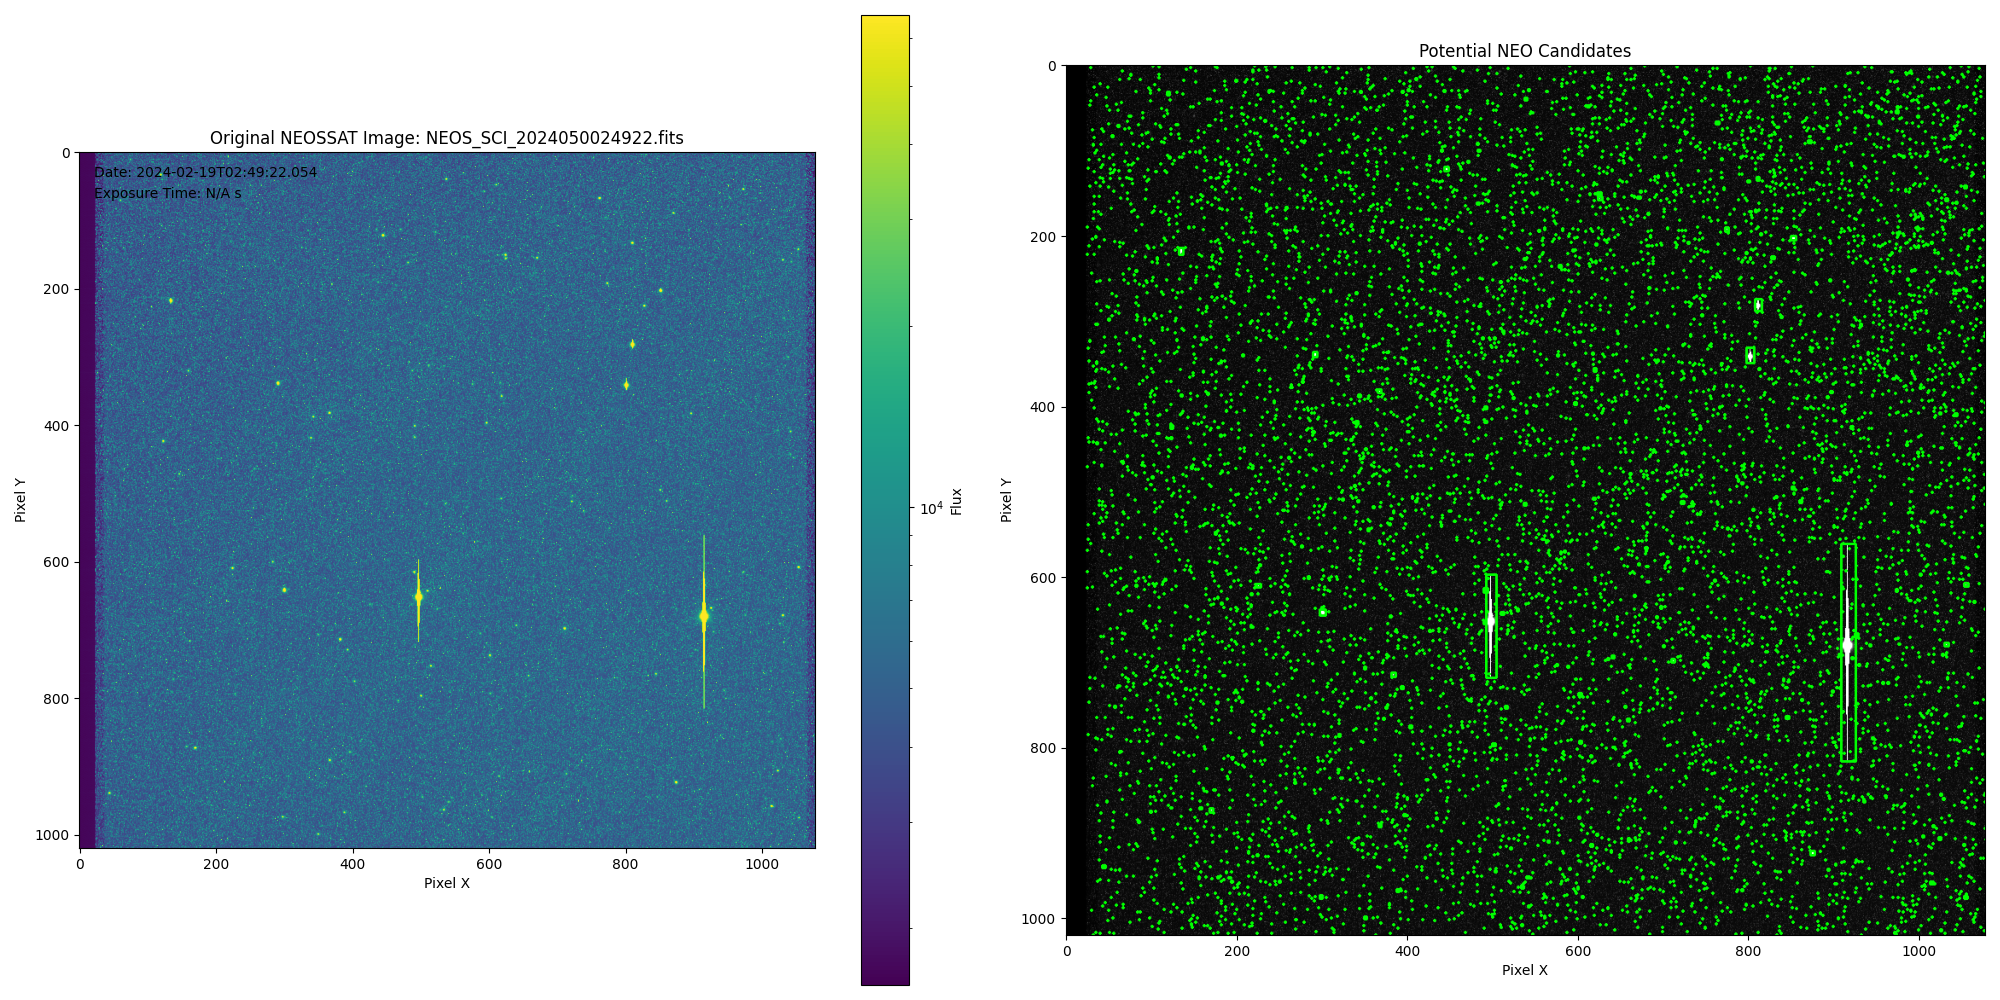 Original NEOSSAT Image: NEOS_SCI_2024050024922.fits
Date: 2024-02-19T02:49:22.054
Exposure Time: N/A s
0
200
400
600
800
1000
Pixel Y
0 200 400 600 800 1000
Pixel X
10⁴
Flux
Potential NEO Candidates
0
200
400
600
800
1000
Pixel Y
0 200 400 600 800 1000
Pixel X